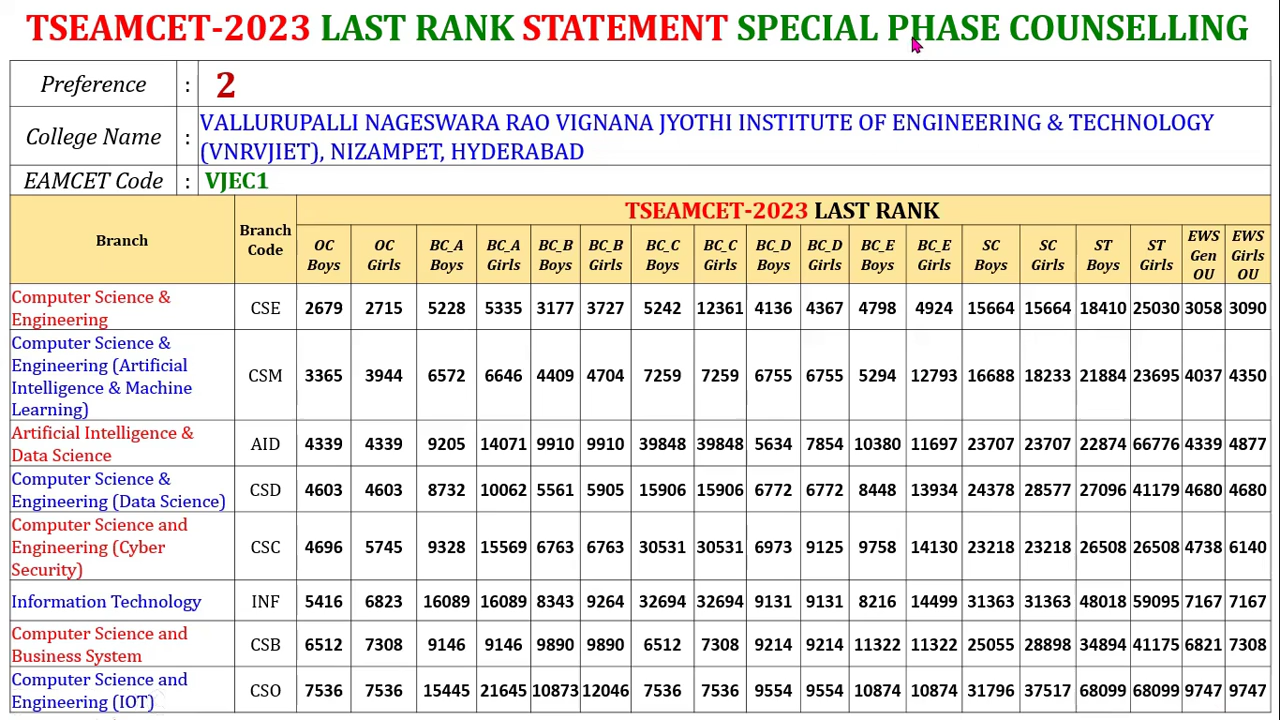 TSEAMCET-2023 LAST RANK STATEMENT SPECIAL PHASE COUNSELLING
Preference : 2
College Name : VALLURUPALLI NAGESWARA RAO VIGNANA JYOTHI INSTITUTE OF ENGINEERING & TECHNOLOGY
(VNRVJIET), NIZAMPET, HYDERABAD
EAMCET Code : VJEC1
TSEAMCET-2023 LAST RANK
Branch Branch Code OC Boys OC Girls BC_A Boys BC_A Girls BC_B Boys BC_B Girls BC_C Boys BC_C Girls BC_D Boys BC_D Girls BC_E Boys BC_E Girls SC Boys SC Girls ST Boys ST Girls EWS Gen OU EWS Girls OU
Computer Science &
Engineering CSE 2679 2715 5228 5335 3177 3727 5242 12361 4136 4367 4798 4924 15664 15664 18410 25030 3058 3090
Computer Science &
Engineering (Artificial
Intelligence & Machine
Learning) CSM 3365 3944 6572 6646 4409 4704 7259 7259 6755 6755 5294 12793 16688 18233 21884 23695 4037 4350
Artificial Intelligence &
Data Science AID 4339 4339 9205 14071 9910 9910 39848 39848 5634 7854 10380 11697 23707 23707 22874 66776 4339 4877
Computer Science &
Engineering (Data Science) CSD 4603 4603 8732 10062 5561 5905 15906 15906 6772 6772 8448 13934 24378 28577 27096 41179 4680 4680
Computer Science and
Engineering (Cyber
Security) CSC 4696 5745 9328 15569 6763 6763 30531 30531 6973 9125 9758 14130 23218 23218 26508 26508 4738 6140
Information Technology INF 5416 6823 16089 16089 8343 9264 32694 32694 9131 9131 8216 14499 31363 31363 48018 59095 7167 7167
Computer Science and
Business System CSB 6512 7308 9146 9146 9890 9890 6512 7308 9214 9214 11322 11322 25055 28898 34894 41175 6821 7308
Computer Science and
Engineering (IOT) CSO 7536 7536 15445 21645 10873 12046 7536 7536 9554 9554 10874 10874 31796 37517 68099 68099 9747 9747